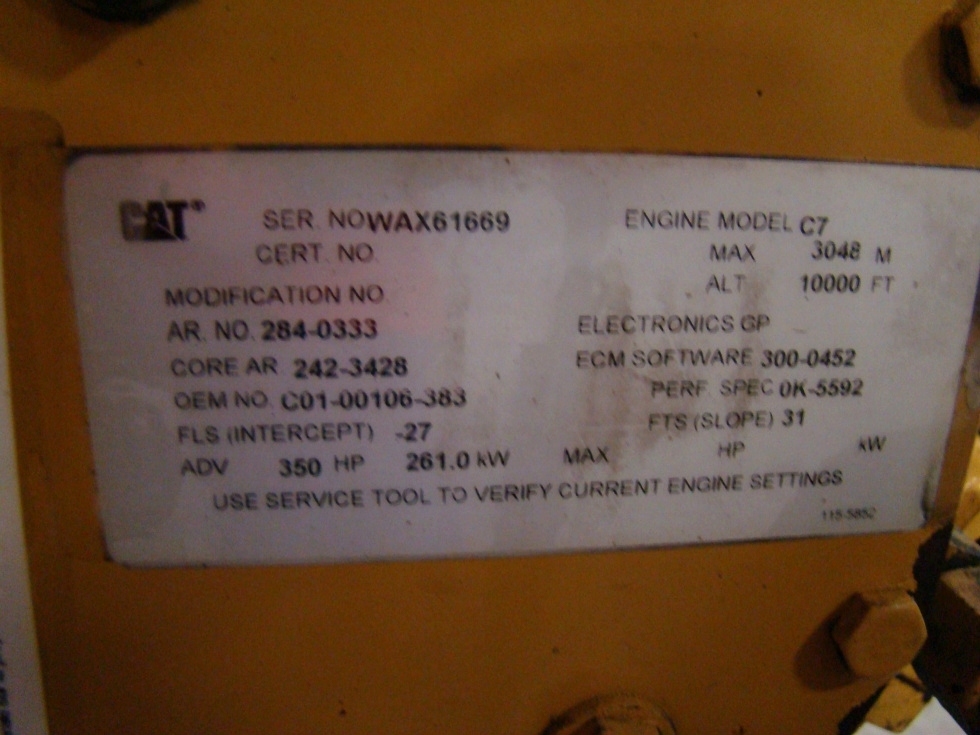 CAT® SER. NO WAX61669 ENGINE MODEL C7
CERT. NO. MAX 3048 M
MODIFICATION NO. ALT 10000 FT
AR. NO. 284-0333 ELECTRONICS GP
CORE AR 242-3428 ECM SOFTWARE 300-0452
OEM NO. C01-00106-383 PERF SPEC 0K-5592
FLS (INTERCEPT) -27 FTS (SLOPE) 31
ADV 350 HP 261.0 kW MAX HP kW
USE SERVICE TOOL TO VERIFY CURRENT ENGINE SETTINGS
115-5852